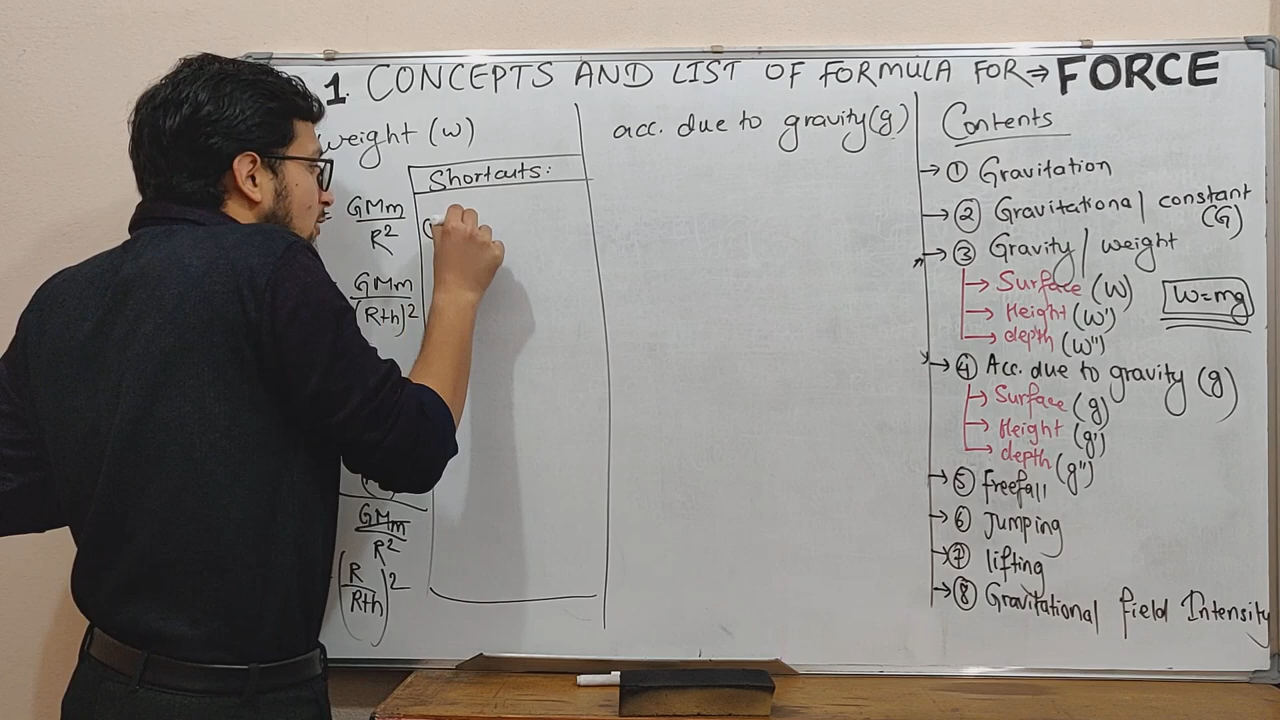 1. CONCEPTS AND LIST OF FORMULA FOR⇒ FORCE
weight (w)
= GMm
R²
GMm
(R+h)²
GMm
R²
(R
R+h)²
Shortcuts:
acc. due to gravity(g)
Contents
→ ① Gravitation
→ ② Gravitational constant
(G)
→ ③ Gravity / weight
→ Surface (W)
→ Height (w')
→ depth (w'')
W=mg
→ ④ Acc. due to gravity (g)
→ Surface (g)
→ Height (g')
→ depth (g'')
→ ⑤ freefall
→ ⑥ Jumping
→ ⑦ lifting
→ ⑧ Gravitational field Intensity